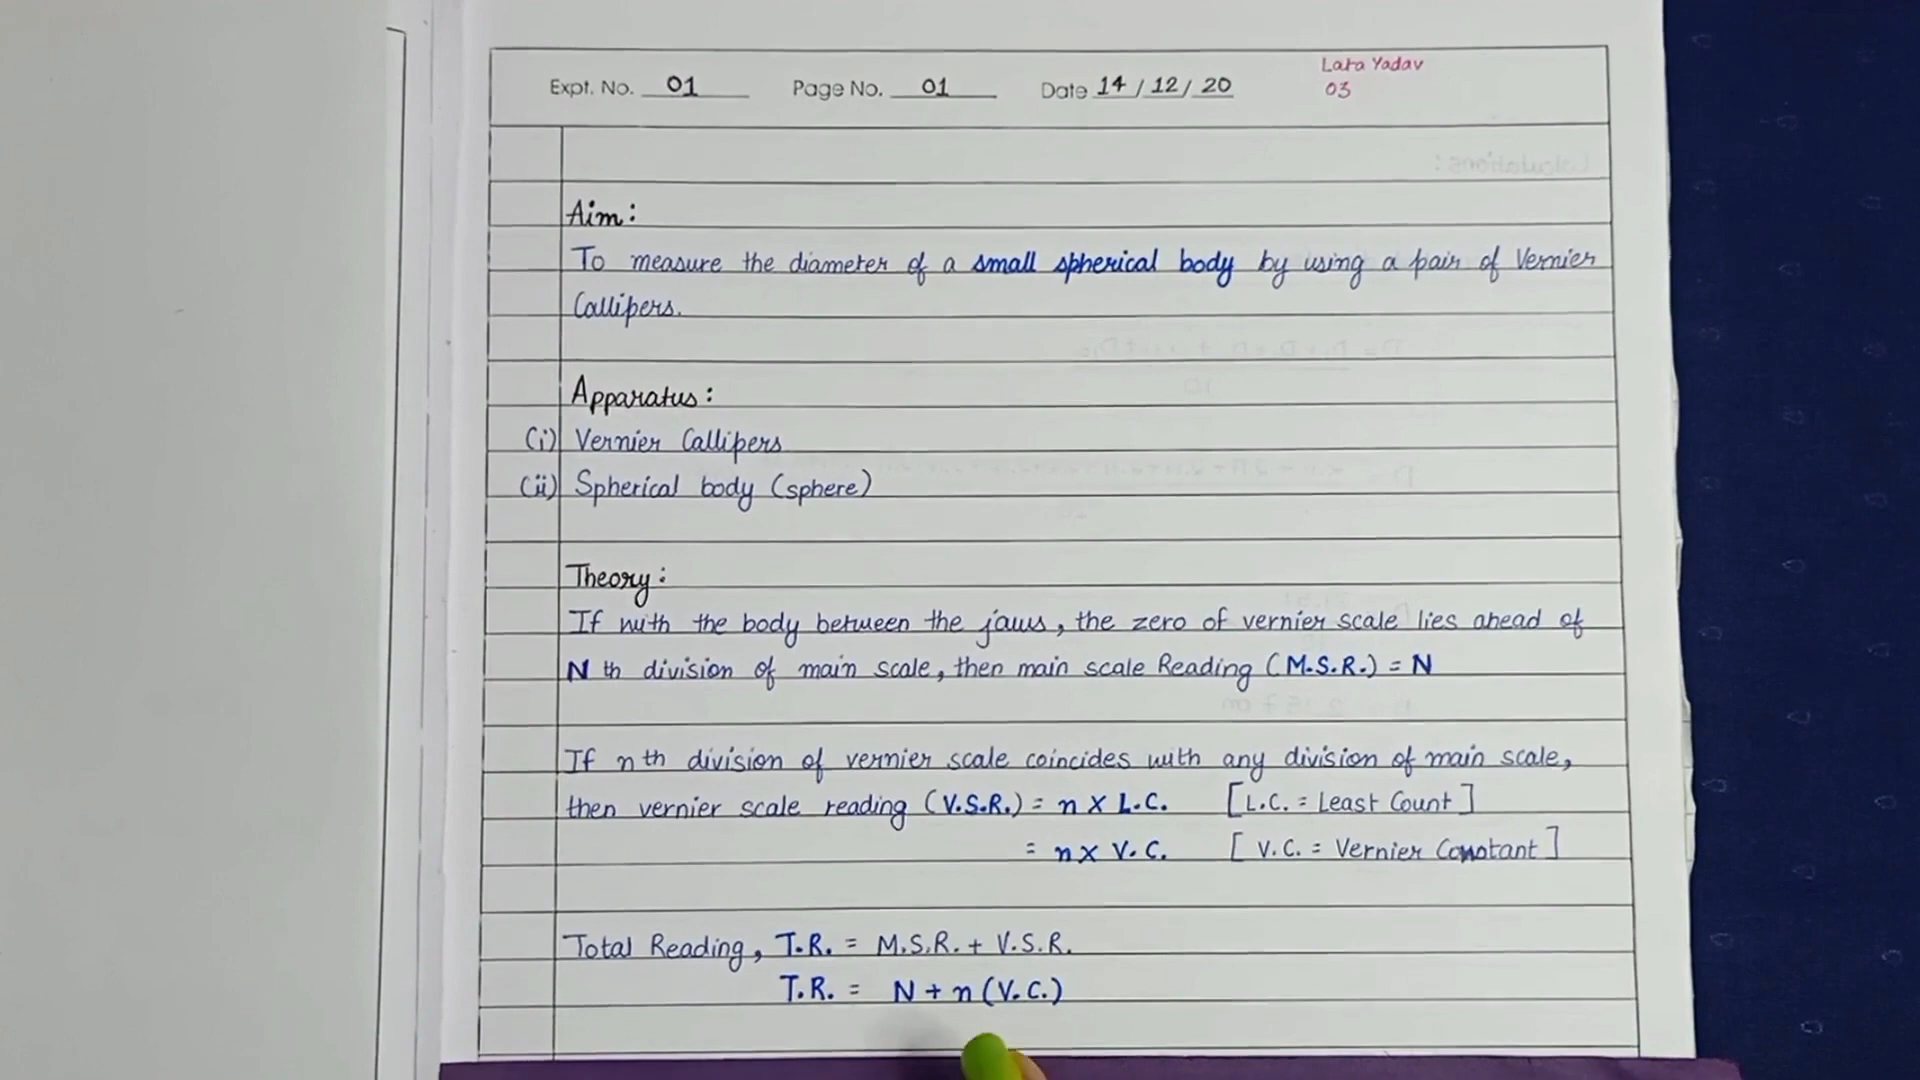 Expt. No. 01 Page No. 01 Date 14 / 12 / 20
Lara Yadav
03
Aim:
To measure the diameter of a small spherical body by using a pair of Vernier
Callipers.
Apparatus:
(i) Vernier Callipers
(ii) Spherical body (sphere)
Theory:
If with the body between the jaws, the zero of vernier scale lies ahead of
N th division of main scale, then main scale Reading (M.S.R.) = N
If nth division of vernier scale coincides with any division of main scale,
then vernier scale reading (V.S.R.) = n X L.C. [L.C. = Least Count]
= n X V.C. [V.C. = Vernier Constant]
Total Reading, T.R. = M.S.R. + V.S.R.
T.R. = N + n (V.C.)